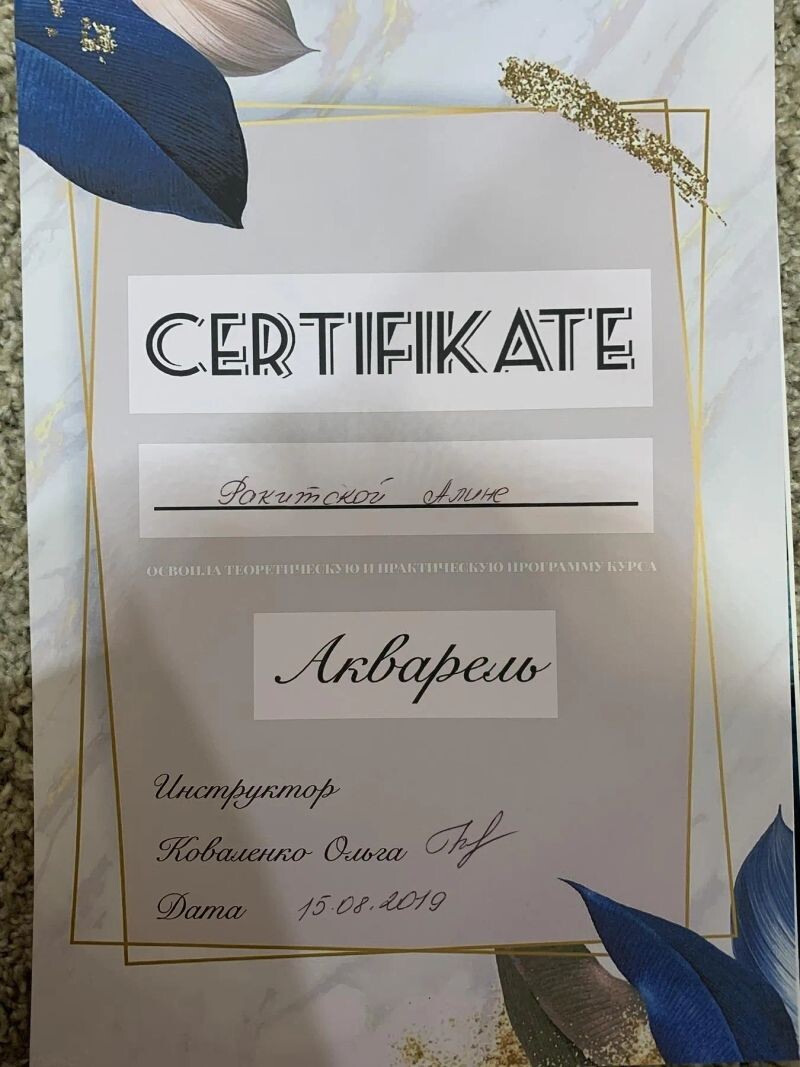 CERTIFIKATE
Ракитской Алине
ОСВОИЛА ТЕОРЕТИЧЕСКУЮ И ПРАКТИЧЕСКУЮ ПРОГРАММУ КУРСА
Акварель
Инструктор
Коваленко Ольга
Дата 15.08.2019